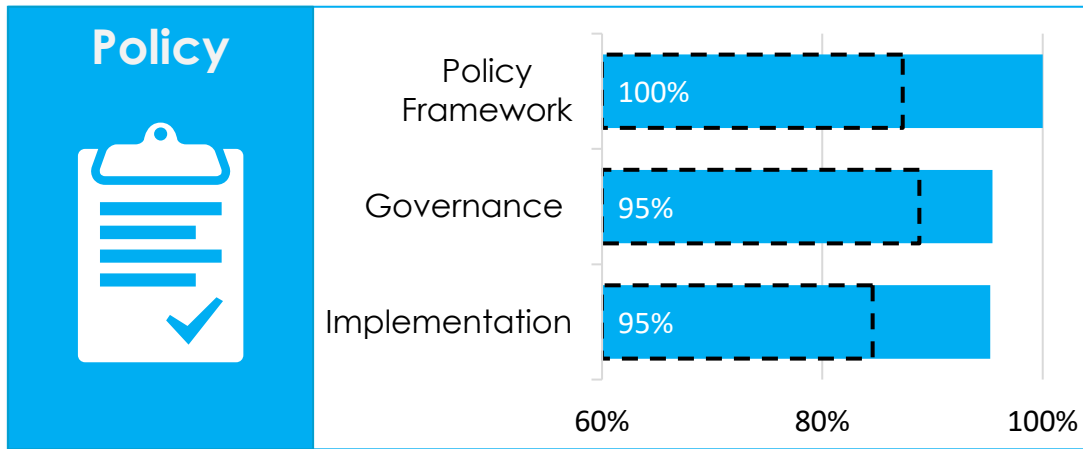 Policy
Policy
Framework
100%
Governance
95%
Implementation
95%
60%
80%
100%